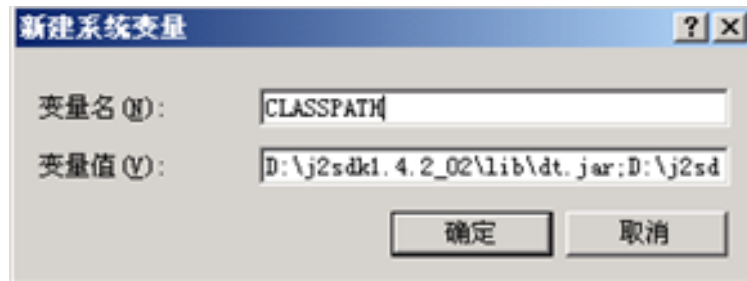 新建系统变量
变量名(N): CLASSPATH
变量值(V): D:\j2sdk1.4.2_02\lib\dt.jar;D:\j2sd
确定 取消